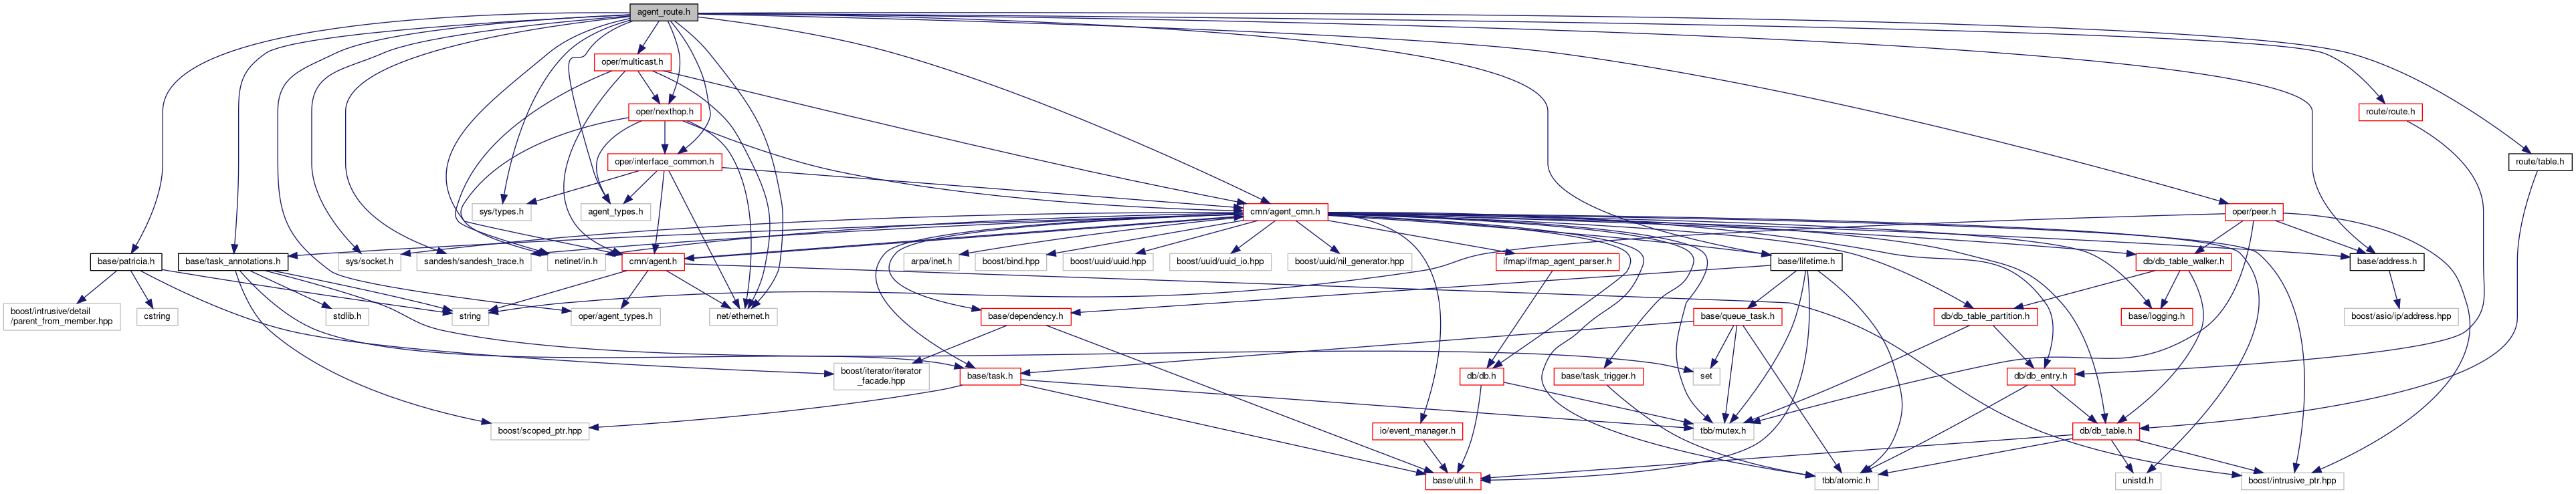 agent_route.h
oper/multicast.h
oper/nexthop.h
route/route.h
oper/interface_common.h
route/table.h
sys/types.h
agent_types.h
cmn/agent_cmn.h
oper/peer.h
base/patricia.h
base/task_annotations.h
sys/socket.h
sandesh/sandesh_trace.h
netinet/in.h
cmn/agent.h
arpa/inet.h
boost/bind.hpp
boost/uuid/uuid.hpp
boost/uuid/uuid_io.hpp
boost/uuid/nil_generator.hpp
ifmap/ifmap_agent_parser.h
base/lifetime.h
db/db_table_walker.h
base/address.h
boost/intrusive/detail
/parent_from_member.hpp
cstring
stdlib.h
string
oper/agent_types.h
net/ethernet.h
base/dependency.h
base/queue_task.h
db/db_table_partition.h
base/logging.h
boost/asio/ip/address.hpp
boost/iterator/iterator
_facade.hpp
base/task.h
db/db.h
base/task_trigger.h
set
db/db_entry.h
boost/scoped_ptr.hpp
io/event_manager.h
tbb/mutex.h
db/db_table.h
base/util.h
tbb/atomic.h
unistd.h
boost/intrusive_ptr.hpp